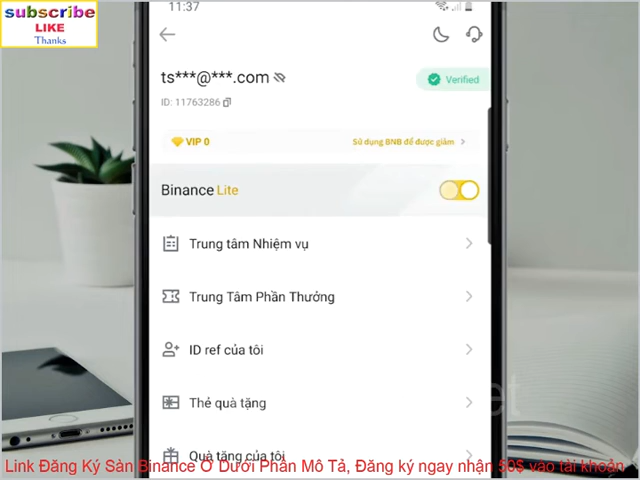 subscribe
LIKE
Thanks
11:37
ts***@***.com
Verified
ID: 11763286
VIP 0
Sử dụng BNB để được giảm
Binance Lite
Trung tâm Nhiệm vụ
Trung Tâm Phần Thưởng
ID ref của tôi
Thẻ quà tặng
Quà tặng của tôi
Link Đăng Ký Sàn Binance Ở Dưới Phần Mô Tả, Đăng ký ngay nhận 50$ vào tài khoản